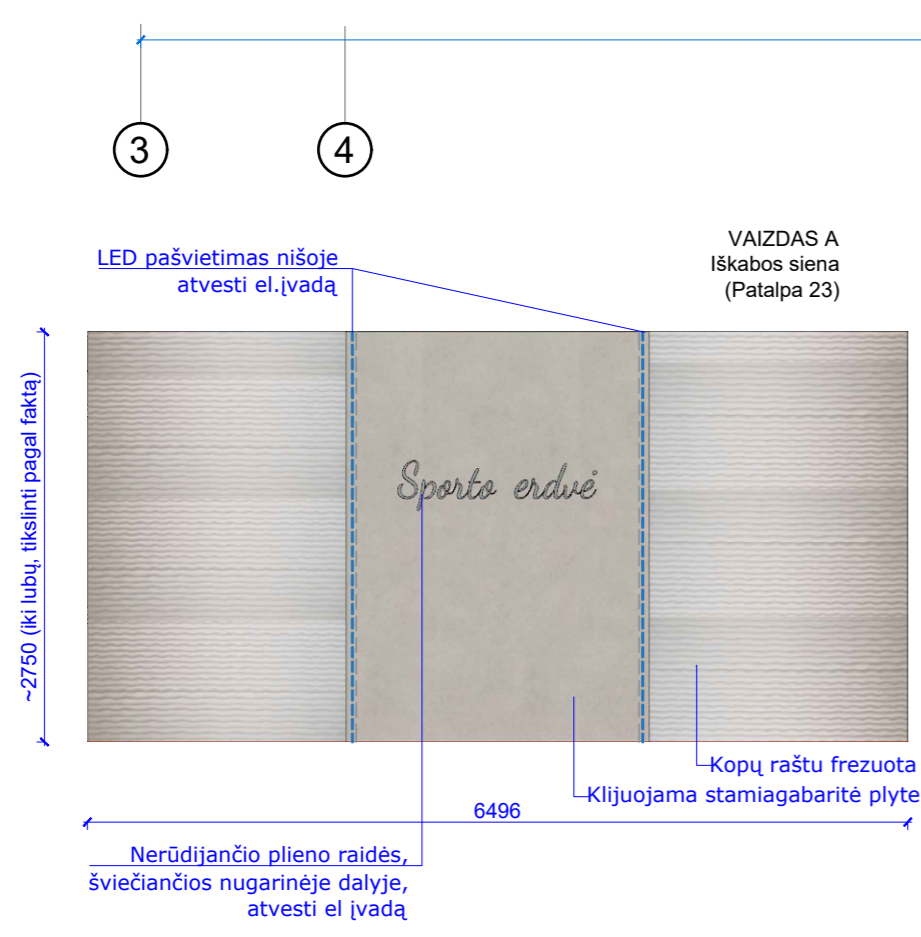 3
4
VAIZDAS A
Iškabos siena
(Patalpa 23)
LED pašvietimas nišoje
atvesti el.įvadą
~2750 (iki lubų, tikslinti pagal faktą)
Sporto erdvė
Kopų raštu frezuota
Klijuojama stamiagabaritė plyte
6496
Nerūdijančio plieno raidės,
šviečiančios nugarinėje dalyje,
atvesti el įvadą